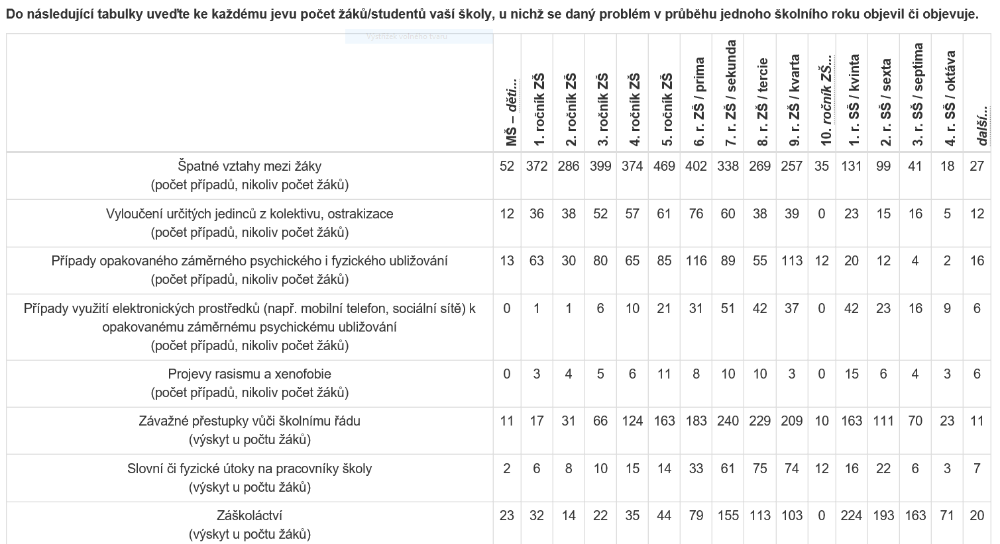 Do následující tabulky uveďte ke každému jevu počet žáků/studentů vaší školy, u nichž se daný problém v průběhu jednoho školního roku objevil či objevuje.
Výstřižek volného tvaru
MŠ – děti... 1. ročník ZŠ 2. ročník ZŠ 3. ročník ZŠ 4. ročník ZŠ 5. ročník ZŠ 6. r. ZŠ / prima 7. r. ZŠ / sekunda 8. r. ZŠ / tercie 9. r. ZŠ / kvarta 10. ročník ZŠ... 1. r. SŠ / kvinta 2. r. SŠ / sexta 3. r. SŠ / septima 4. r. SŠ / oktáva další...
Špatné vztahy mezi žáky 52 372 286 399 374 469 402 338 269 257 35 131 99 41 18 27
(počet případů, nikoliv počet žáků)
Vyloučení určitých jedinců z kolektivu, ostrakizace 12 36 38 52 57 61 76 60 38 39 0 23 15 16 5 12
(počet případů, nikoliv počet žáků)
Případy opakovaného záměrného psychického i fyzického ubližování 13 63 30 80 65 85 116 89 55 113 12 20 12 4 2 16
(počet případů, nikoliv počet žáků)
Případy využití elektronických prostředků (např. mobilní telefon, sociální sítě) k 0 1 1 6 10 21 31 51 42 37 0 42 23 16 9 6
opakovanému záměrnému psychickému ubližování
(počet případů, nikoliv počet žáků)
Projevy rasismu a xenofobie 0 3 4 5 6 11 8 10 10 3 0 15 6 4 3 6
(počet případů, nikoliv počet žáků)
Závažné přestupky vůči školnímu řádu 11 17 31 66 124 163 183 240 229 209 10 163 111 70 23 11
(výskyt u počtu žáků)
Slovní či fyzické útoky na pracovníky školy 2 6 8 10 15 14 33 61 75 74 12 16 22 6 3 7
(výskyt u počtu žáků)
Záškoláctví 23 32 14 22 35 44 79 155 113 103 0 224 193 163 71 20
(výskyt u počtu žáků)